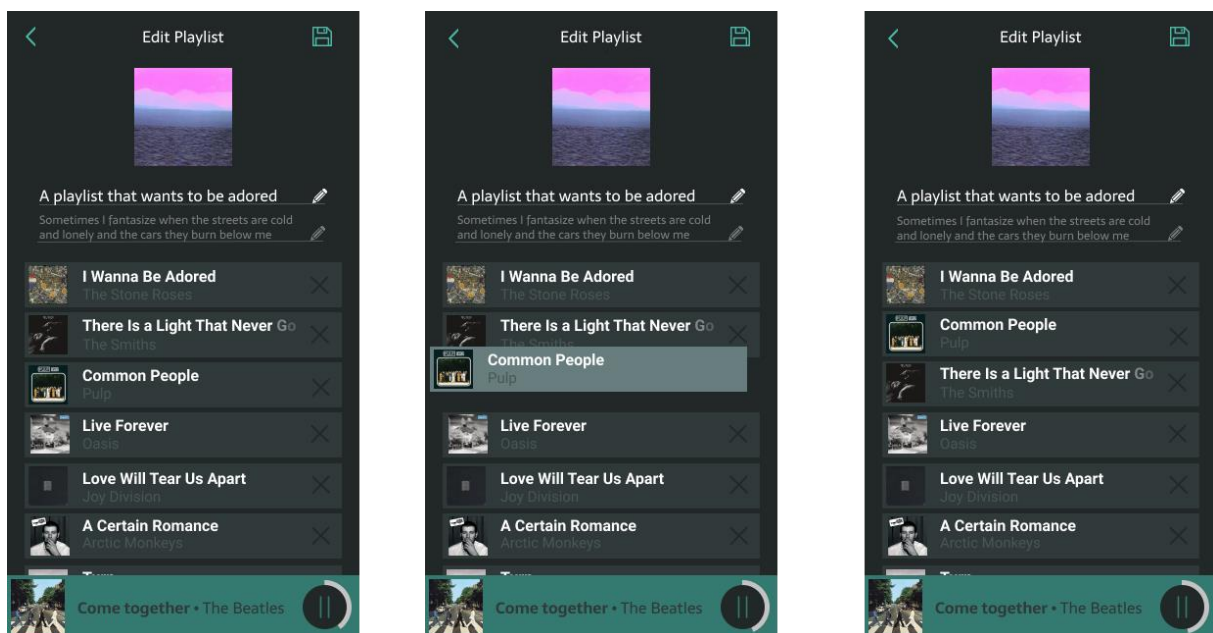 Edit Playlist
A playlist that wants to be adored
Sometimes I fantasize when the streets are cold
and lonely and the cars they burn below me
I Wanna Be Adored
The Stone Roses
There Is a Light That Never Go
The Smiths
Common People
Pulp
Live Forever
Oasis
Love Will Tear Us Apart
Joy Division
A Certain Romance
Arctic Monkeys
Come together • The Beatles
Edit Playlist
A playlist that wants to be adored
Sometimes I fantasize when the streets are cold
and lonely and the cars they burn below me
I Wanna Be Adored
The Stone Roses
There Is a Light That Never Go
The Smiths
Common People
Pulp
Live Forever
Oasis
Love Will Tear Us Apart
Joy Division
A Certain Romance
Arctic Monkeys
Come together • The Beatles
Edit Playlist
A playlist that wants to be adored
Sometimes I fantasize when the streets are cold
and lonely and the cars they burn below me
I Wanna Be Adored
The Stone Roses
Common People
Pulp
There Is a Light That Never Go
The Smiths
Live Forever
Oasis
Love Will Tear Us Apart
Joy Division
A Certain Romance
Arctic Monkeys
Come together • The Beatles